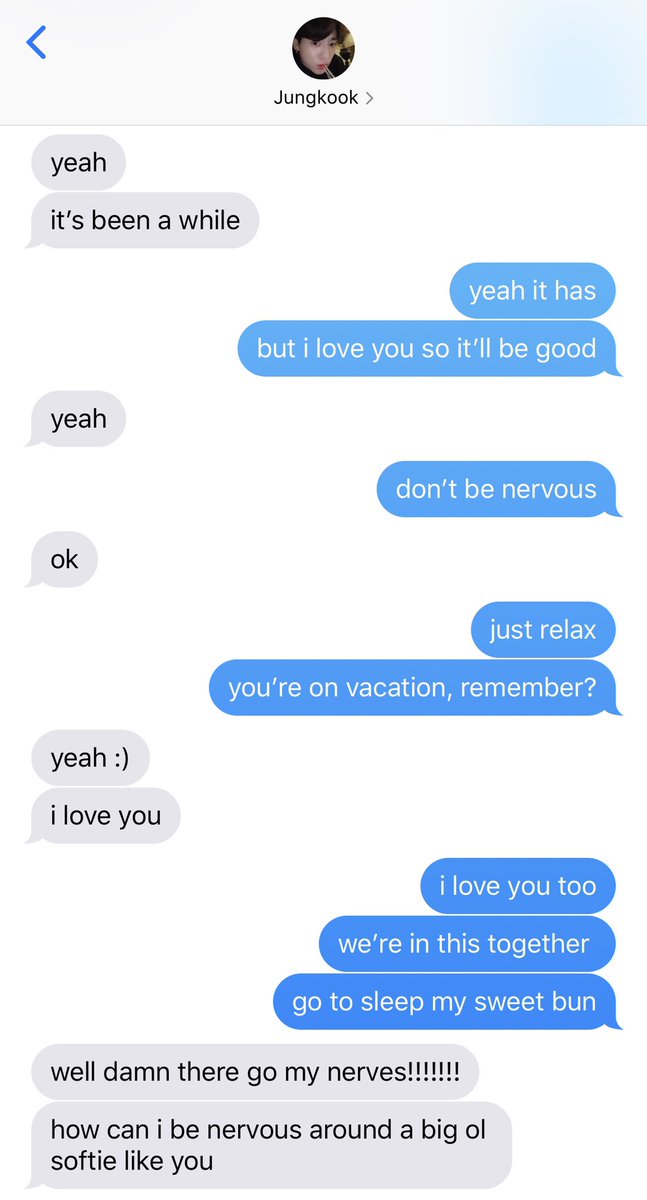 Jungkook
yeah
it’s been a while
yeah it has
but i love you so it’ll be good
yeah
don’t be nervous
ok
just relax
you’re on vacation, remember?
yeah :)
i love you
i love you too
we’re in this together
go to sleep my sweet bun
well damn there go my nerves!!!!!!!
how can i be nervous around a big ol
softie like you